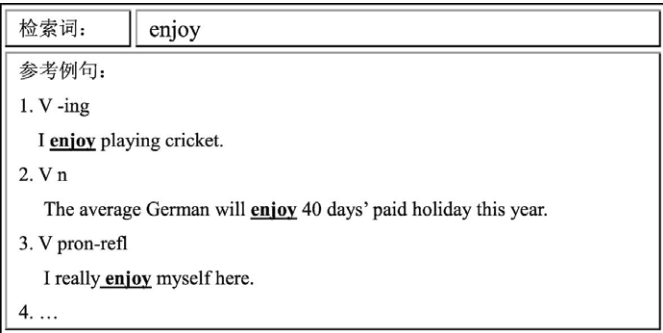 检索词： enjoy
参考例句：
1. V -ing
I enjoy playing cricket.
2. V n
The average German will enjoy 40 days’ paid holiday this year.
3. V pron-refl
I really enjoy myself here.
4. …